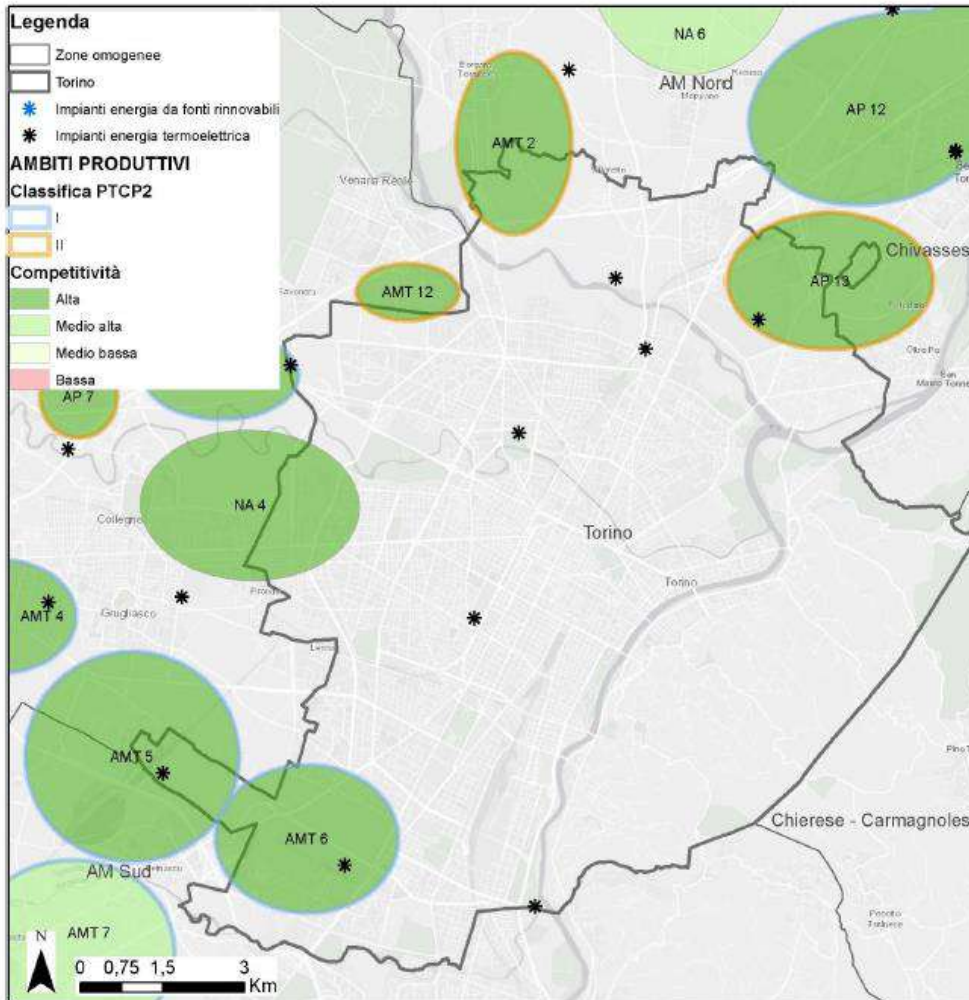 Legenda
Zone omogenee
Torino
Impianti energia da fonti rinnovabili
Impianti energia termoelettrica
AMBITI PRODUTTIVI
Classifica PTCP2
I
II
Competitività
Alta
Medio alta
Medio bassa
Bassa
NA 6
AM Nord
AP 12
AMT 2
Venaria Reale
Chivasses
AP 13
AMT 12
AP 7
NA 4
Collegno
Torino
Torino
AMT 4
Grugliasco
AMT 5
AMT 6
AM Sud
Chierese - Carmagnoles
AMT 7
N
0 0,75 1,5 3
Km